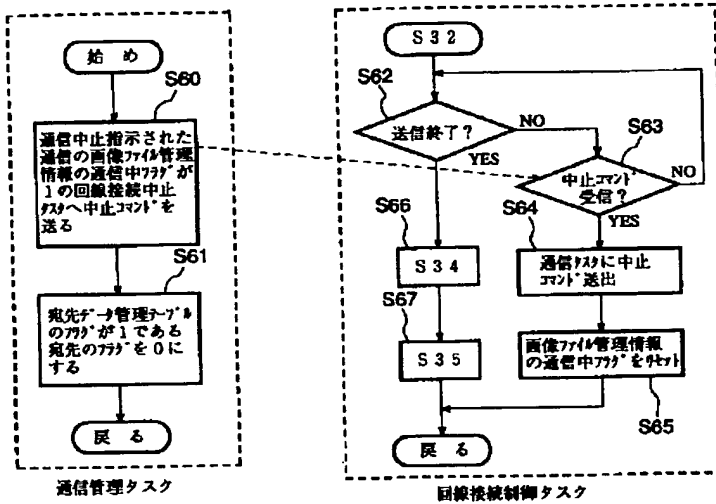 始め
S60
通信中止指示された
通信の画像ファイル管理
情報の通信中フラグが
1の回線接続中止
タスクへ中止コマンドを
送る
S61
宛先データ管理テーブル
のフラグが1である
宛先のフラグを0に
する
戻る
通信管理タスク
S32
S62
送信終了?
NO
YES
S63
中止コマンド
受信?
NO
YES
S64
通信タスクに中止
コマンド送出
S66
S34
S67
S35
画像ファイル管理情報
の通信中フラグをリセット
S65
戻る
回線接続制御タスク